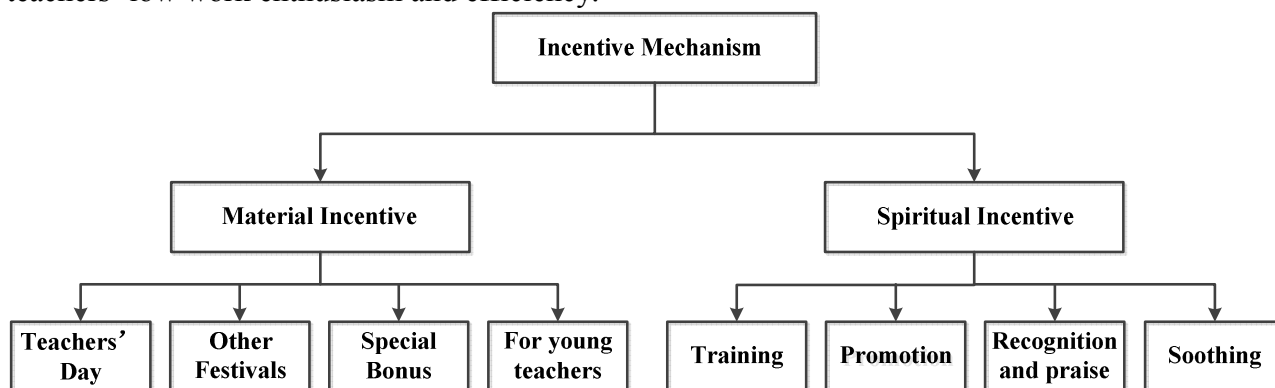 teachers' low work enthusiasm and efficiency.
Incentive Mechanism
Material Incentive
Spiritual Incentive
Teachers’
Day
Other
Festivals
Special
Bonus
For young
teachers
Training
Promotion
Recognition
and praise
Soothing